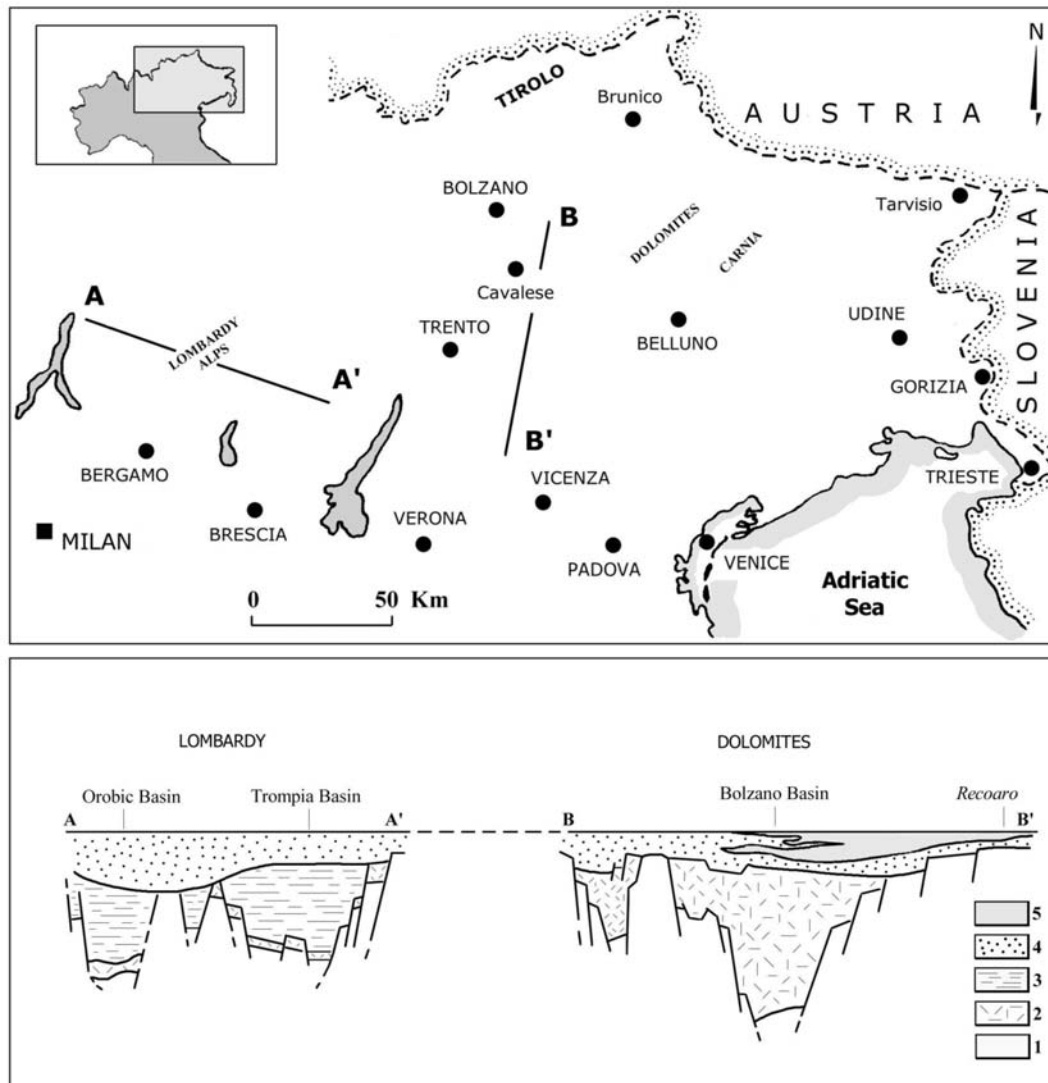 N
TIROLO
Brunico
AUSTRIA
BOLZANO
B
Tarvisio
SLOVENIA
DOLOMITES
CARNIA
Cavalese
A
LOMBARDY
ALPS
TRENTO
BELLUNO
UDINE
A'
GORIZIA
B'
BERGAMO
VICENZA
TRIESTE
BRESCIA
VERONA
MILAN
PADOVA
VENICE
Adriatic
Sea
0 50 Km
LOMBARDY
DOLOMITES
Orobic Basin
Trompia Basin
Bolzano Basin
Recoaro
A
A'
B
B'
5
4
3
2
1